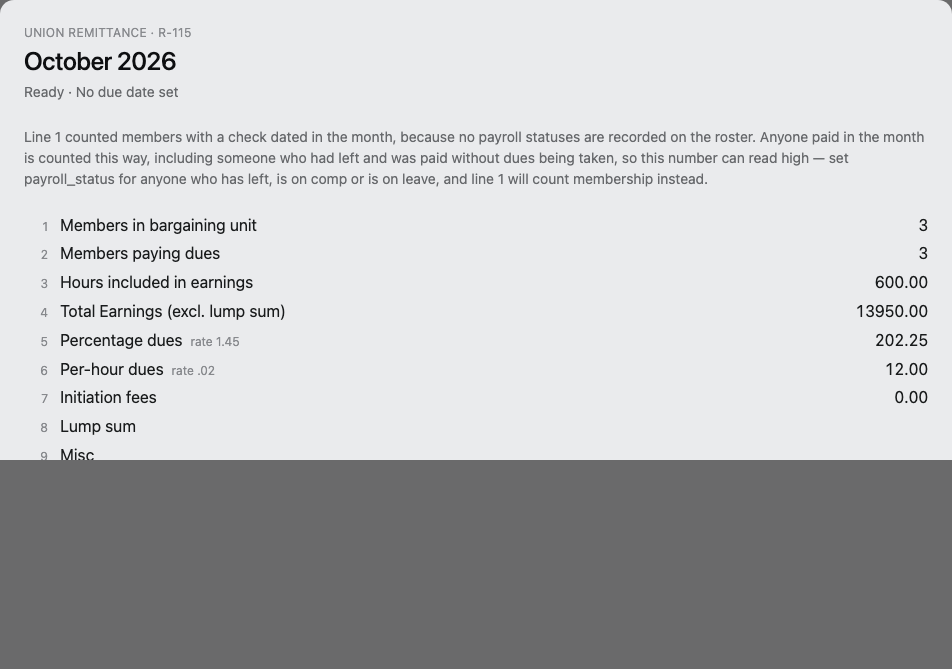 UNION REMITTANCE · R-115
October 2026
Ready · No due date set
Line 1 counted members with a check dated in the month, because no payroll statuses are recorded on the roster. Anyone paid in the month
is counted this way, including someone who had left and was paid without dues being taken, so this number can read high — set
payroll_status for anyone who has left, is on comp or is on leave, and line 1 will count membership instead.
1 Members in bargaining unit 3
2 Members paying dues 3
3 Hours included in earnings 600.00
4 Total Earnings (excl. lump sum) 13950.00
5 Percentage dues rate 1.45 202.25
6 Per-hour dues rate .02 12.00
7 Initiation fees 0.00
8 Lump sum
9 Misc